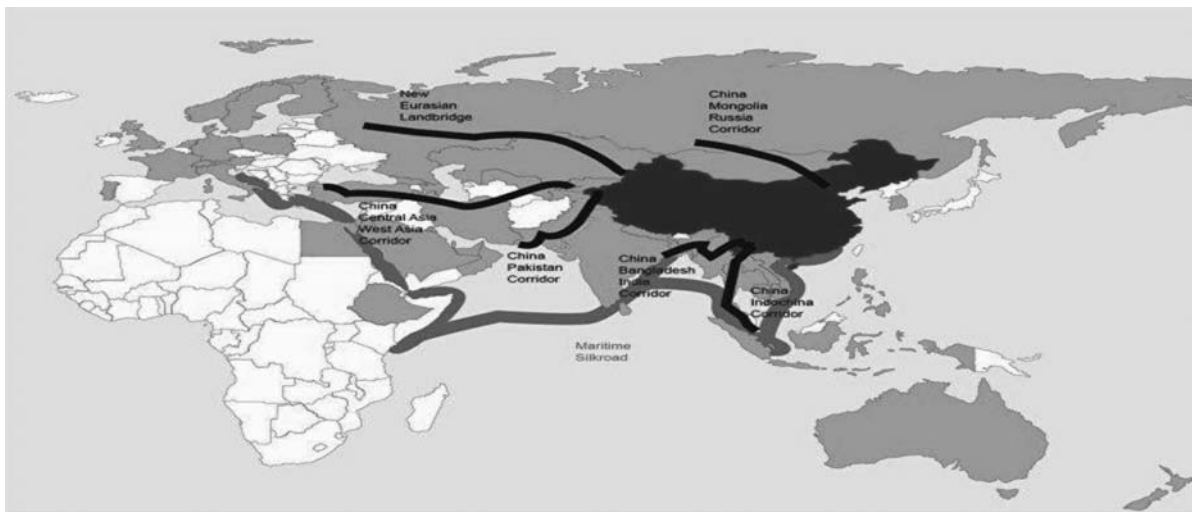 New
Eurasian
Landbridge
China
Mongolia
Russia
Corridor
China
Central Asia
West Asia
Corridor
China
Pakistan
Corridor
China
Bangladesh
India
Corridor
China
Indochina
Corridor
Maritime
Silkroad